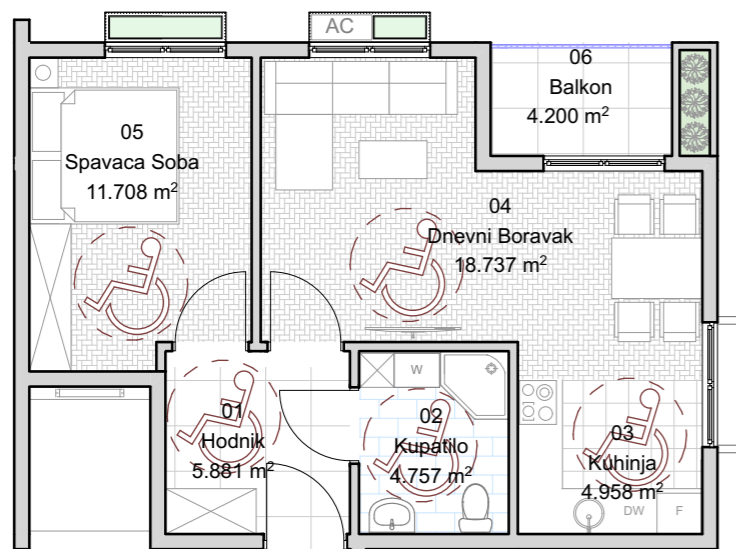 AC
06
Balkon
4.200 m²
05
Spavaca Soba
11.708 m²
04
Dnevni Boravak
18.737 m²
W
01
Hodnik
5.881 m²
02
Kupatilo
4.757 m²
03
Kuhinja
4.958 m²
DW
F